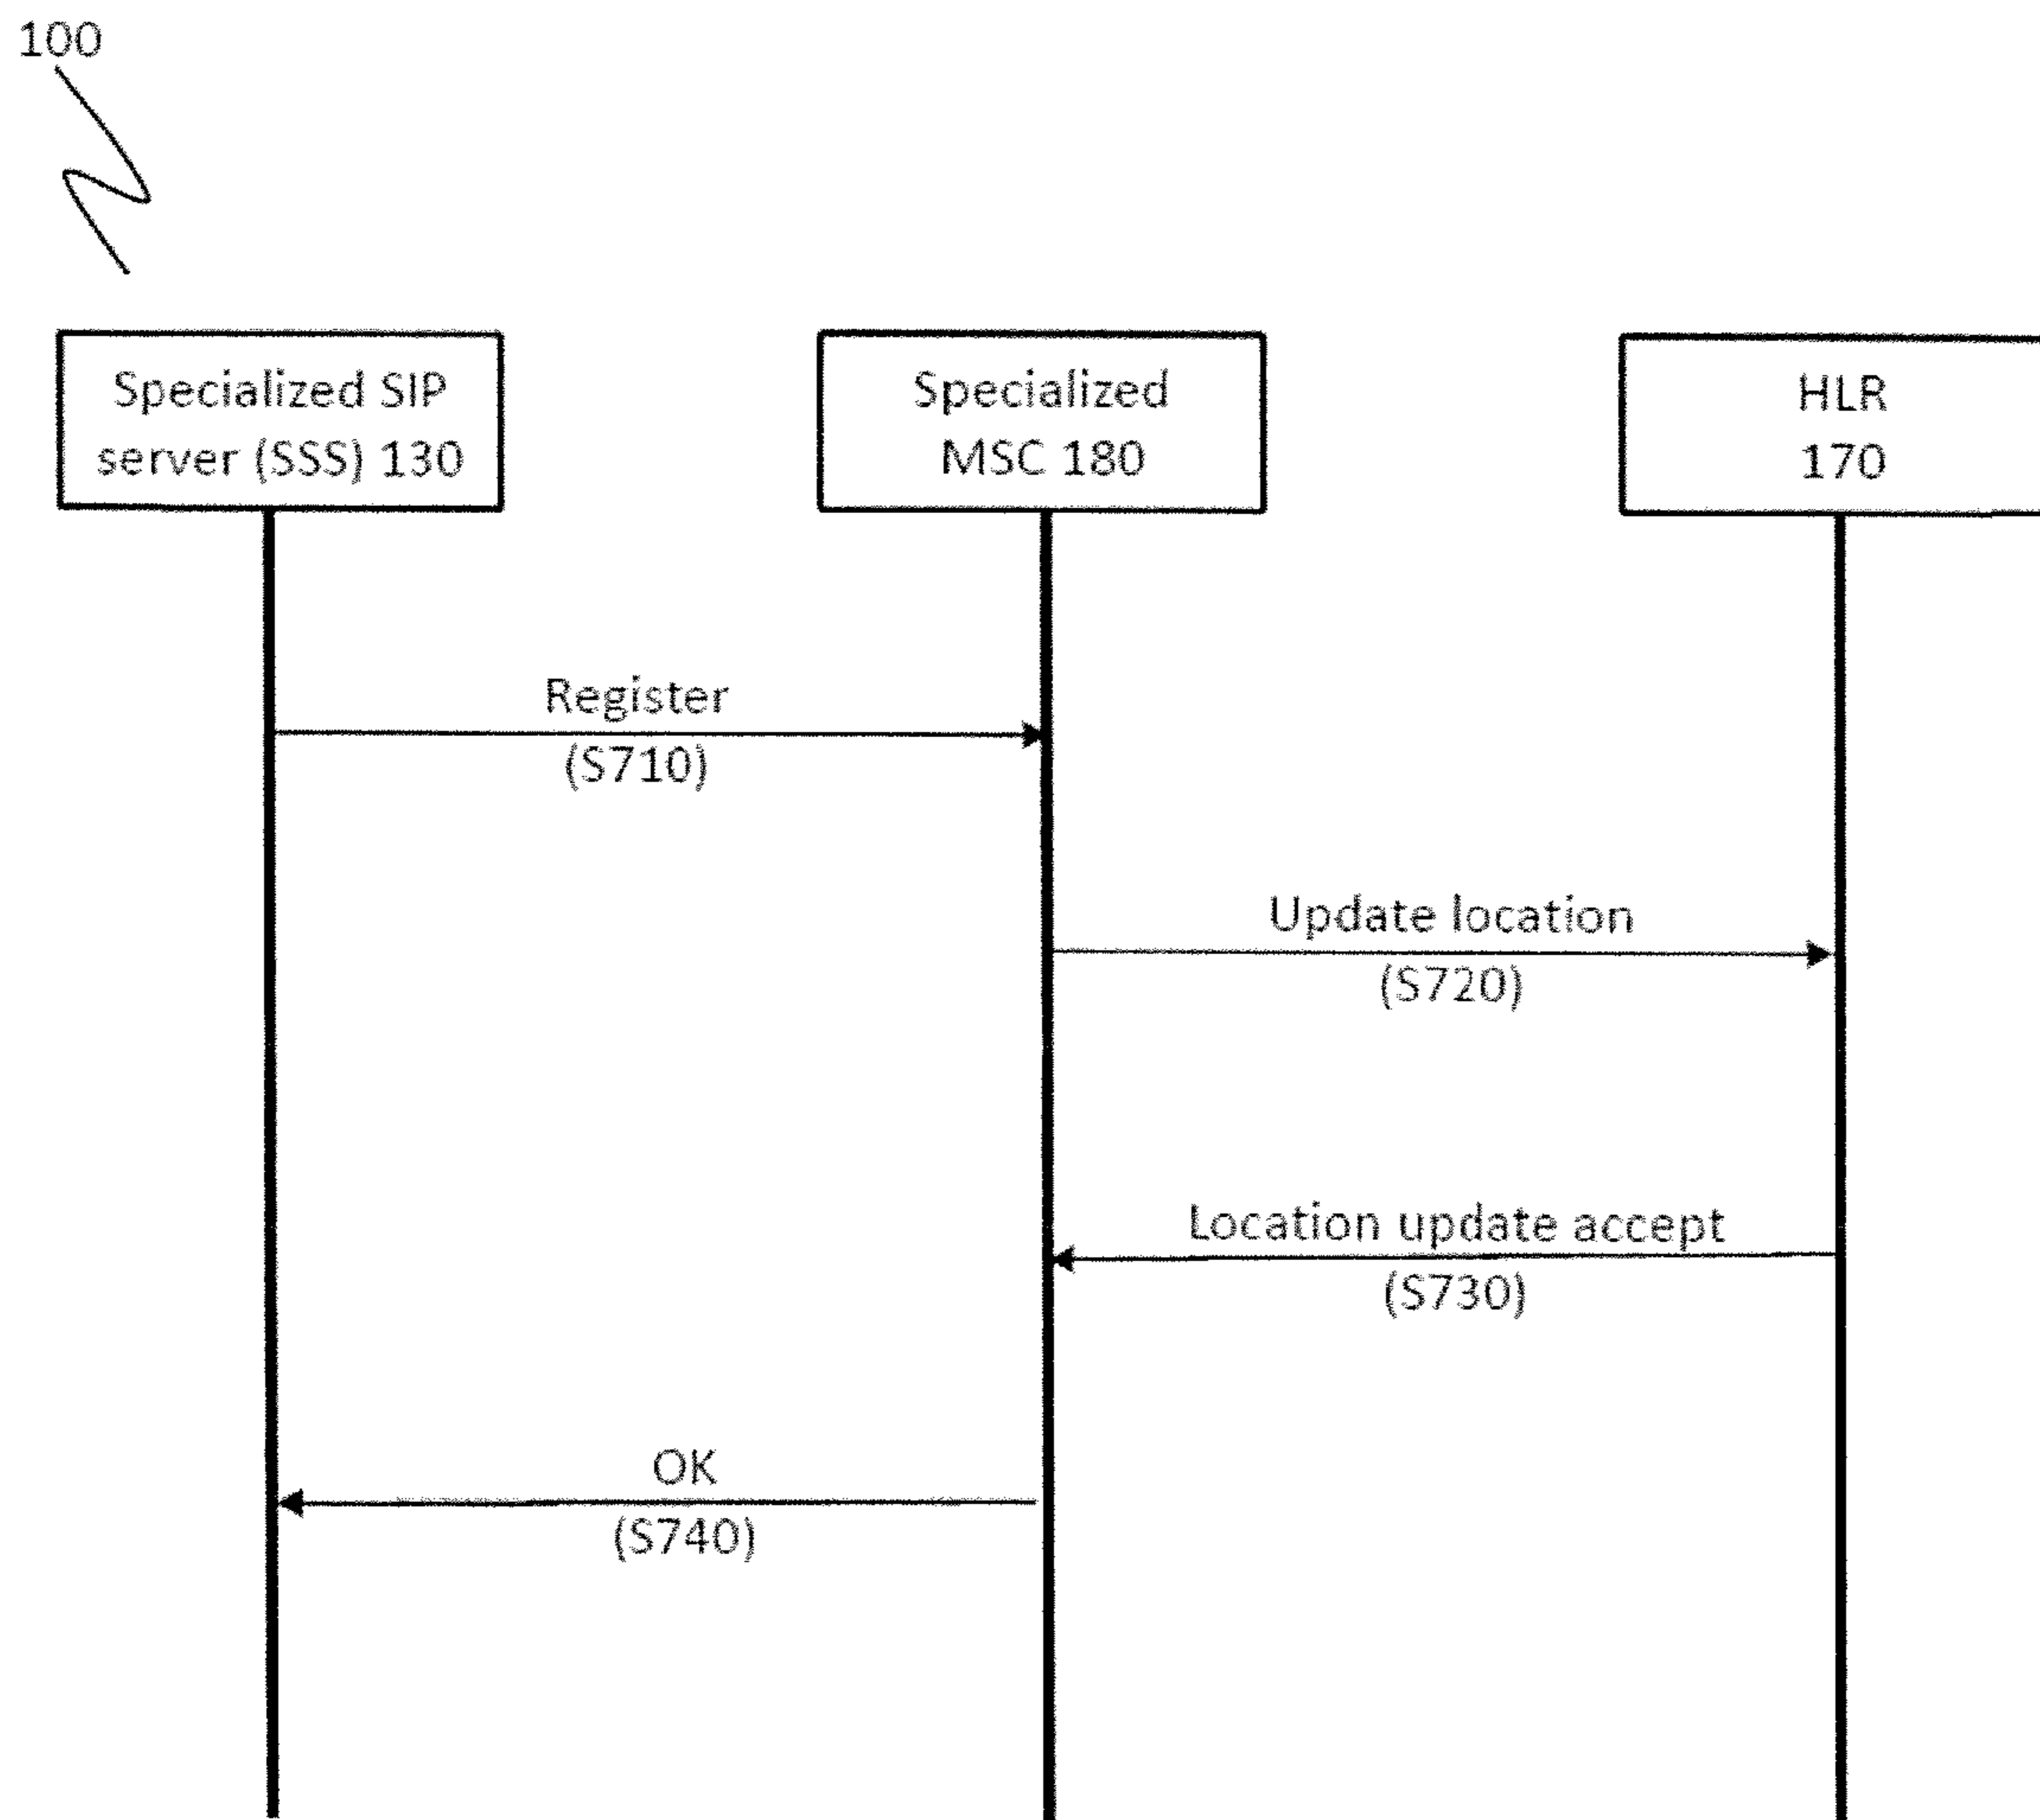 100
Specialized SIP
server (SSS) 130
Specialized
MSC 180
HLR
170
Register
(S710)
Update location
(S720)
Location update accept
(S730)
OK
(S740)